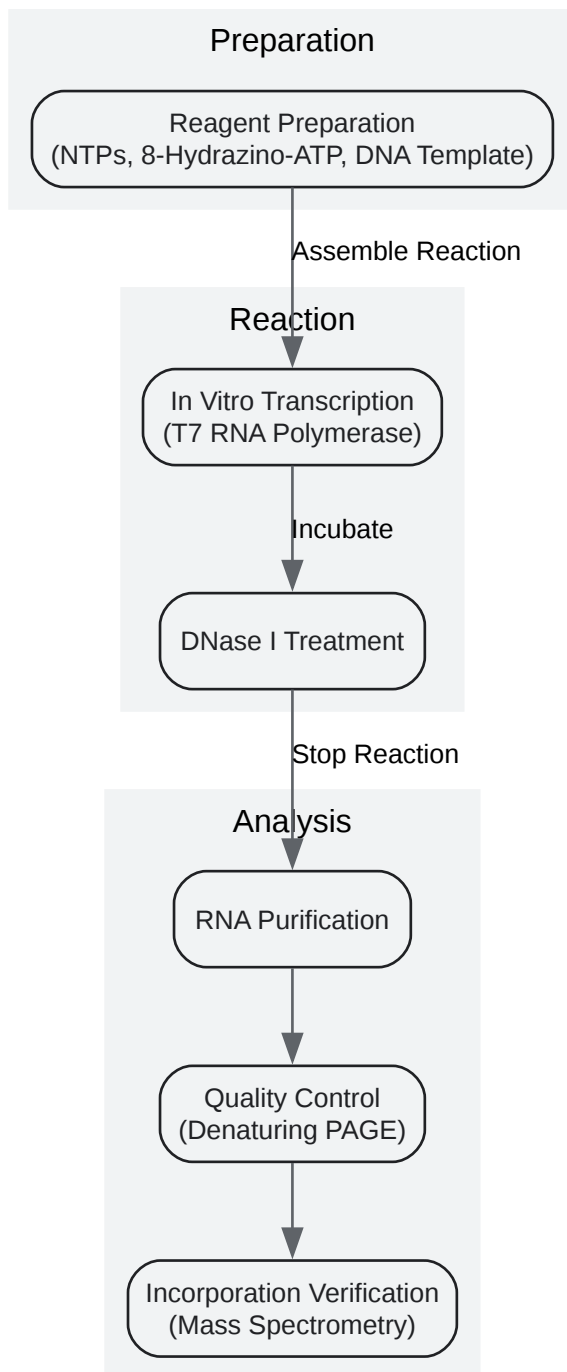 Preparation
Reagent Preparation
(NTPs, 8-Hydrazino-ATP, DNA Template)
Assemble Reaction
Reaction
In Vitro Transcription
(T7 RNA Polymerase)
Incubate
DNase I Treatment
Stop Reaction
Analysis
RNA Purification
Quality Control
(Denaturing PAGE)
Incorporation Verification
(Mass Spectrometry)